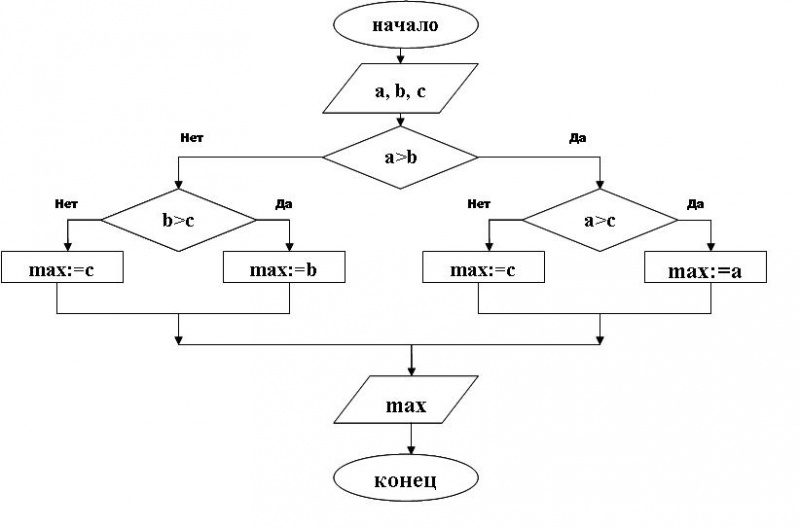 начало
a, b, c
Нет
Да
a>b
Нет
Да
Нет
Да
b>c
a>c
max:=c
max:=b
max:=c
max:=a
max
конец